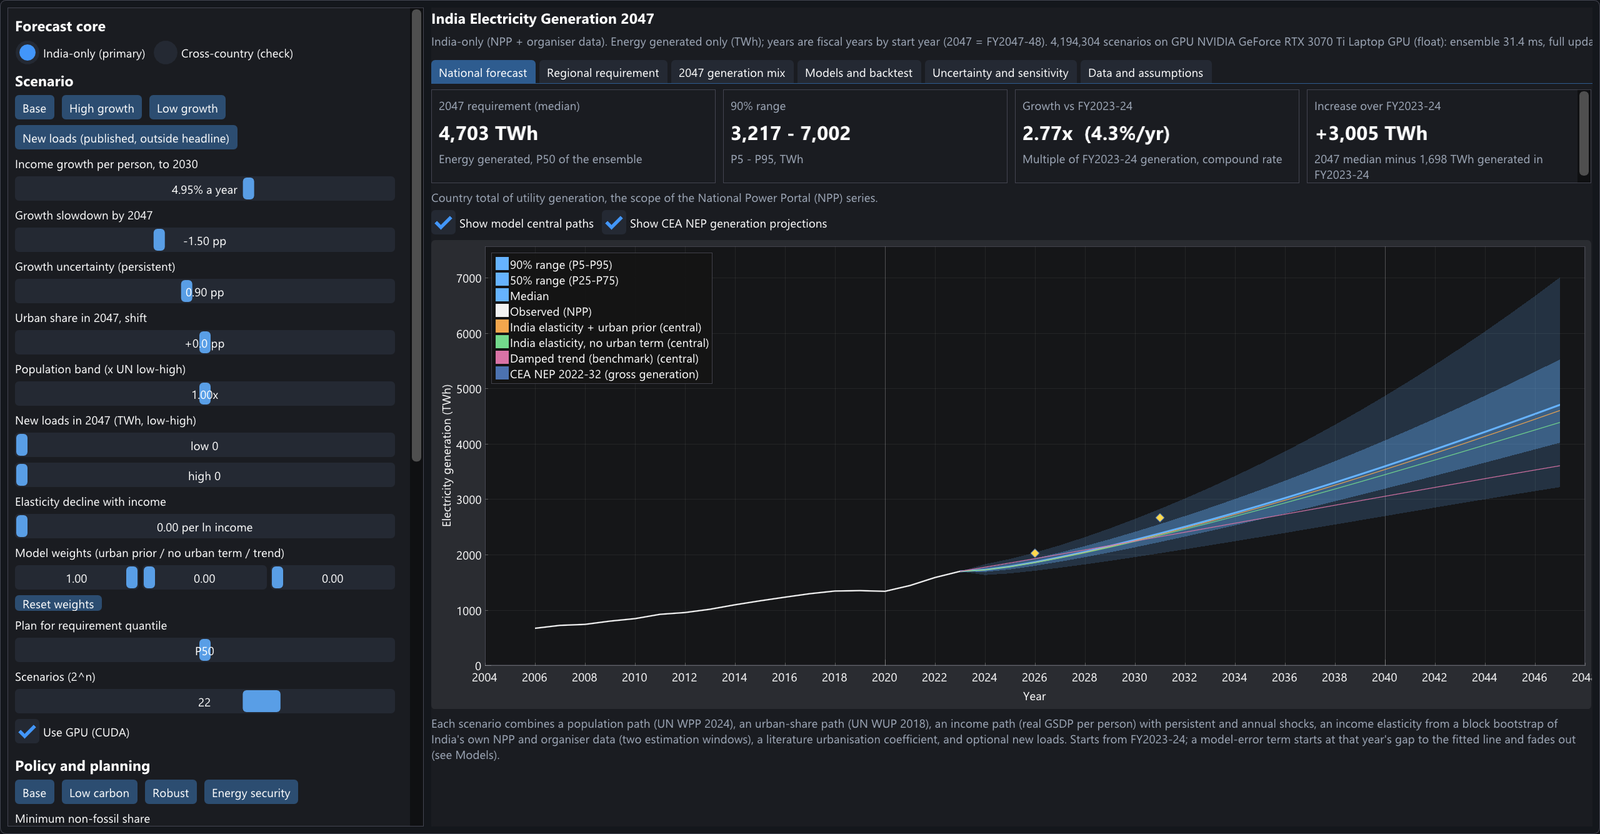 Forecast core
India-only (primary)
Cross-country (check)
Scenario
Base
High growth
Low growth
New loads (published, outside headline)
Income growth per person, to 2030
4.95% a year
Growth slowdown by 2047
-1.50 pp
Growth uncertainty (persistent)
0.90 pp
Urban share in 2047, shift
+0.0 pp
Population band (x UN low-high)
1.00x
New loads in 2047 (TWh, low-high)
low 0
high 0
Elasticity decline with income
0.00 per ln income
Model weights (urban prior / no urban term / trend)
1.00
0.00
0.00
Reset weights
Plan for requirement quantile
P50
Scenarios (2^n)
22
Use GPU (CUDA)
Policy and planning
Base
Low carbon
Robust
Energy security
Minimum non-fossil share
India Electricity Generation 2047
India-only (NPP + organiser data). Energy generated only (TWh); years are fiscal years by start year (2047 = FY2047-48). 4,194,304 scenarios on GPU NVIDIA GeForce RTX 3070 Ti Laptop GPU (float): ensemble 31.4 ms, full upda
National forecast
Regional requirement
2047 generation mix
Models and backtest
Uncertainty and sensitivity
Data and assumptions
2047 requirement (median)
4,703 TWh
Energy generated, P50 of the ensemble
90% range
3,217 - 7,002
P5 - P95, TWh
Growth vs FY2023-24
2.77x (4.3%/yr)
Multiple of FY2023-24 generation, compound rate
Increase over FY2023-24
+3,005 TWh
2047 median minus 1,698 TWh generated in
FY2023-24
Country total of utility generation, the scope of the National Power Portal (NPP) series.
Show model central paths
Show CEA NEP generation projections
90% range (P5-P95)
50% range (P25-P75)
Median
Observed (NPP)
India elasticity + urban prior (central)
India elasticity, no urban term (central)
Damped trend (benchmark) (central)
CEA NEP 2022-32 (gross generation)
Electricity generation (TWh)
7000
6000
5000
4000
3000
2000
1000
0
2004 2006 2008 2010 2012 2014 2016 2018 2020 2022 2024 2026 2028 2030 2032 2034 2036 2038 2040 2042 2044 2046 204
Year
Each scenario combines a population path (UN WPP 2024), an urban-share path (UN WUP 2018), an income path (real GSDP per person) with persistent and annual shocks, an income elasticity from a block bootstrap of
India's own NPP and organiser data (two estimation windows), a literature urbanisation coefficient, and optional new loads. Starts from FY2023-24; a model-error term starts at that year's gap to the fitted line and fades out
(see Models).